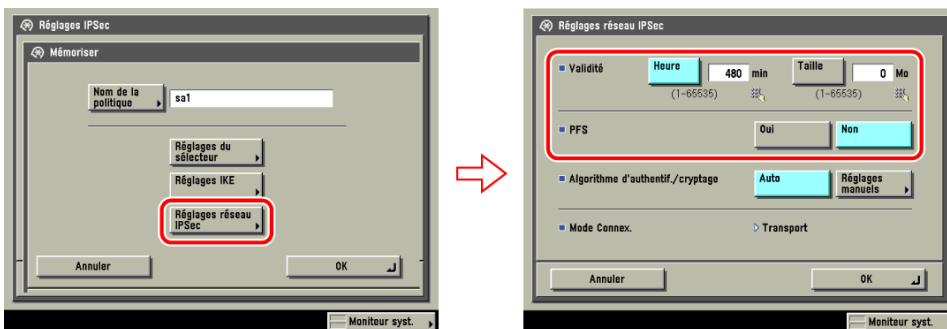 Réglages IPSec
Mémoriser
Nom de la
politique
sa1
Réglages du
sélecteur
Réglages IKE
Réglages réseau
IPSec
Annuler
OK
Moniteur syst.
Réglages réseau IPSec
Validité
Heure
480 min
Taille
0 Mo
(1-65535)
(1-65535)
PFS
Oui
Non
Algorithme d'authentif./cryptage
Auto
Réglages
manuels
Mode Connex.
Transport
Annuler
OK
Moniteur syst.